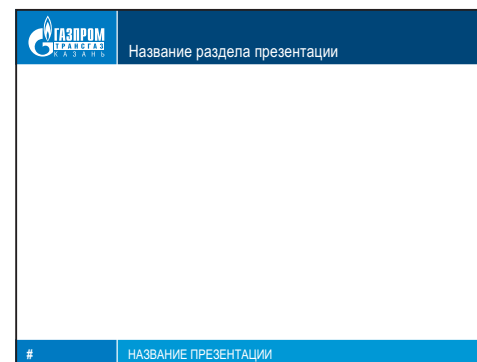 ГАЗПРОМ
ТРАНСГАЗ
КАЗАНЬ
Название раздела презентации
#
НАЗВАНИЕ ПРЕЗЕНТАЦИИ